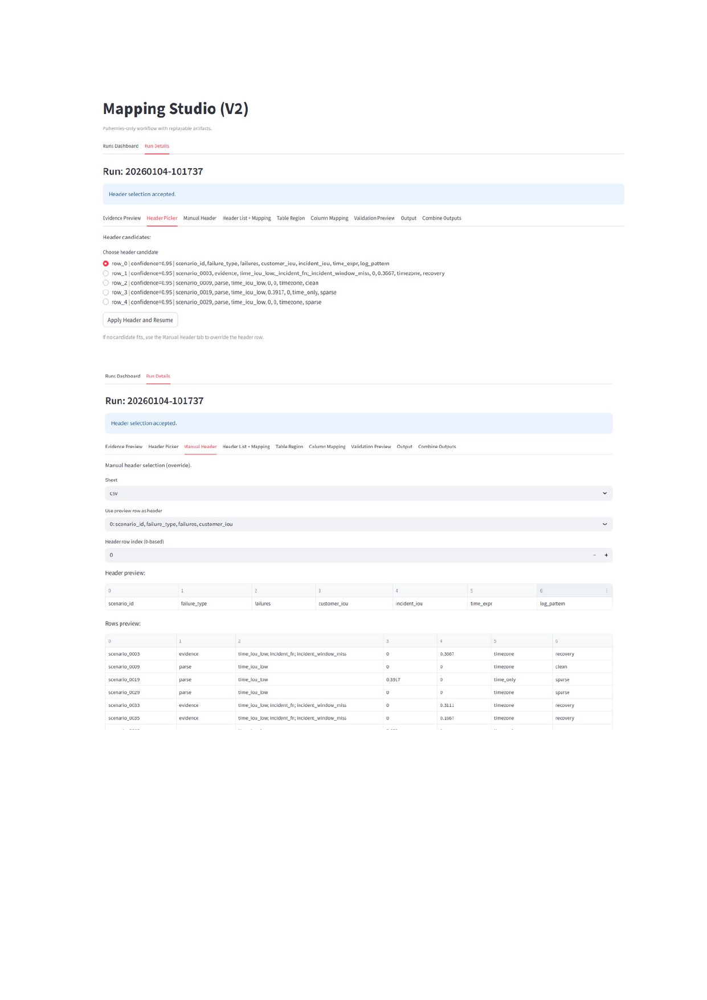 Mapping Studio (V2)
Puhemies-only workflow with replayable artifacts.
Runs Dashboard Run Details
Run: 20260104-101737
Header selection accepted.
Evidence Preview Header Picker Manual Header Header List + Mapping Table Region Column Mapping Validation Preview Output Combine Outputs
Header candidates:
Choose header candidate
row_0 | confidence=0.95 | scenario_id, failure_type, failures, customer_iou, incident_iou, time_expr, log_pattern
row_1 | confidence=0.95 | scenario_0003, evidence, time_iou_low;_incident_fn;_incident_window_miss, 0, 0.3667, timezone, recovery
row_2 | confidence=0.95 | scenario_0009, parse, time_iou_low, 0, 0, timezone, clean
row_3 | confidence=0.95 | scenario_0019, parse, time_iou_low, 0.3917, 0, time_only, sparse
row_4 | confidence=0.95 | scenario_0029, parse, time_iou_low, 0, 0, timezone, sparse
Apply Header and Resume
If no candidate fits, use the Manual Header tab to override the header row.
Runs Dashboard Run Details
Run: 20260104-101737
Header selection accepted.
Evidence Preview Header Picker Manual Header Header List + Mapping Table Region Column Mapping Validation Preview Output Combine Outputs
Manual header selection (override).
Sheet
csv
Use preview row as header
0: scenario_id, failure_type, failures, customer_iou
Header row index (0-based)
0 − +
Header preview:
0 1 2 3 4 5 6
scenario_id failure_type failures customer_iou incident_iou time_expr log_pattern
Rows preview:
0 1 2 3 4 5 6
scenario_0003 evidence time_iou_low; incident_fn; incident_window_miss 0 0.3667 timezone recovery
scenario_0009 parse time_iou_low 0 0 timezone clean
scenario_0019 parse time_iou_low 0.3917 0 time_only sparse
scenario_0029 parse time_iou_low 0 0 timezone sparse
scenario_0033 evidence time_iou_low; incident_fn; incident_window_miss 0 0.3111 timezone recovery
scenario_0035 evidence time_iou_low; incident_fn; incident_window_miss 0 0.1667 timezone recovery